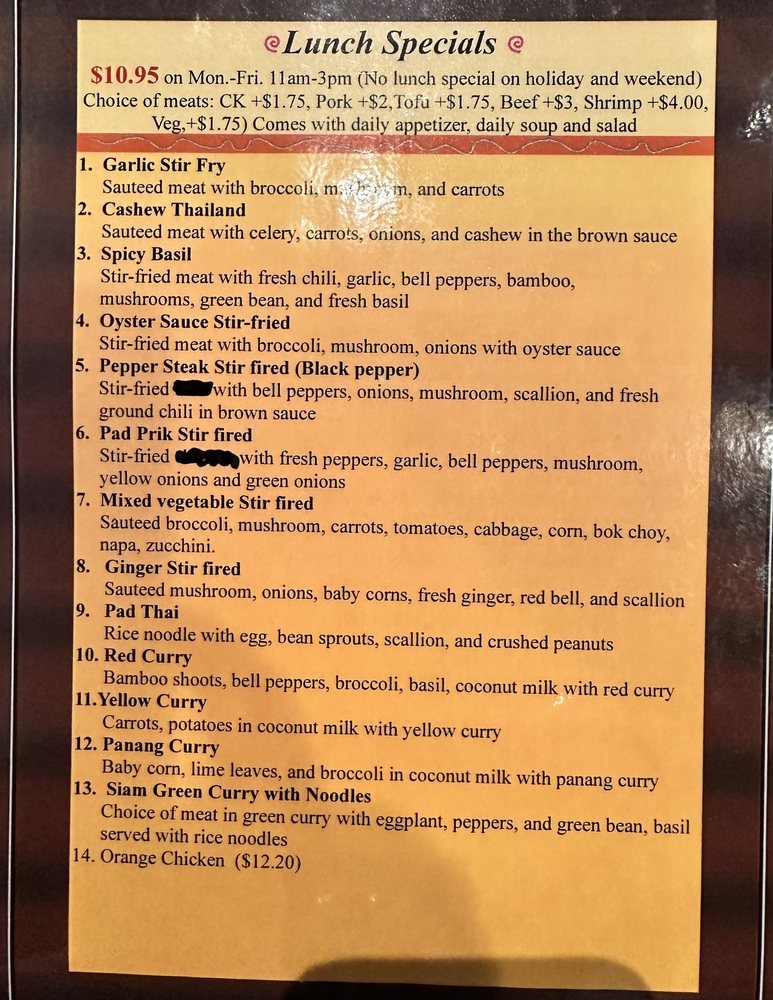 Lunch Specials
$10.95 on Mon.-Fri. 11am-3pm (No lunch special on holiday and weekend)
Choice of meats: CK +$1.75, Pork +$2,Tofu +$1.75, Beef +$3, Shrimp +$4.00,
Veg,+$1.75) Comes with daily appetizer, daily soup and salad
1. Garlic Stir Fry
Sauteed meat with broccoli, and carrots
2. Cashew Thailand
Sauteed meat with celery, carrots, onions, and cashew in the brown sauce
3. Spicy Basil
Stir-fried meat with fresh chili, garlic, bell peppers, bamboo,
mushrooms, green bean, and fresh basil
4. Oyster Sauce Stir-fried
Stir-fried meat with broccoli, mushroom, onions with oyster sauce
5. Pepper Steak Stir fired (Black pepper)
Stir-fried with bell peppers, onions, mushroom, scallion, and fresh
ground chili in brown sauce
6. Pad Prik Stir fired
Stir-fried with fresh peppers, garlic, bell peppers, mushroom,
yellow onions and green onions
7. Mixed vegetable Stir fired
Sauteed broccoli, mushroom, carrots, tomatoes, cabbage, corn, bok choy,
napa, zucchini.
8. Ginger Stir fired
Sauteed mushroom, onions, baby corns, fresh ginger, red bell, and scallion
9. Pad Thai
Rice noodle with egg, bean sprouts, scallion, and crushed peanuts
10. Red Curry
Bamboo shoots, bell peppers, broccoli, basil, coconut milk with red curry
11.Yellow Curry
Carrots, potatoes in coconut milk with yellow curry
12. Panang Curry
Baby corn, lime leaves, and broccoli in coconut milk with panang curry
13. Siam Green Curry with Noodles
Choice of meat in green curry with eggplant, peppers, and green bean, basil
served with rice noodles
14. Orange Chicken ($12.20)